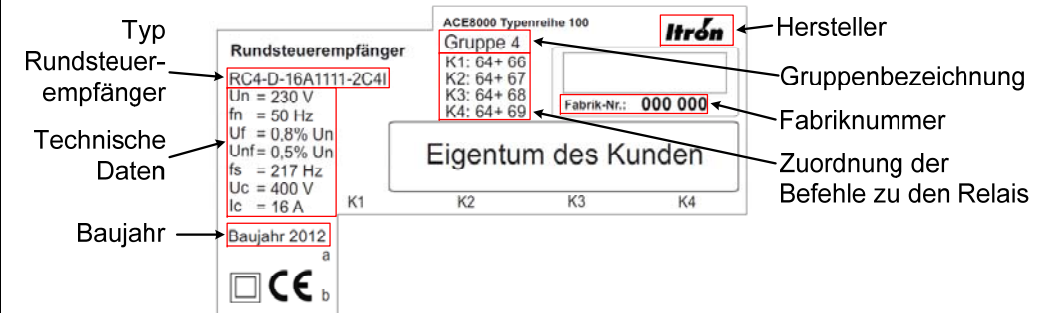 Typ
Rundsteuer-
empfänger
Technische
Daten
Baujahr
Rundsteuerempfänger
RC4-D-16A1111-2C4I
Un = 230 V
fn = 50 Hz
Uf = 0,8% Un
Unf= 0,5% Un
fs = 217 Hz
Uc = 400 V
Ic = 16 A
Baujahr 2012
a
CE b
ACE8000 Typenreihe 100
Gruppe 4
K1: 64+ 66
K2: 64+ 67
K3: 64+ 68
K4: 64+ 69
Itrón
Fabrik-Nr.: 000 000
Eigentum des Kunden
K1 K2 K3 K4
Hersteller
Gruppenbezeichnung
Fabriknummer
Zuordnung der
Befehle zu den Relais